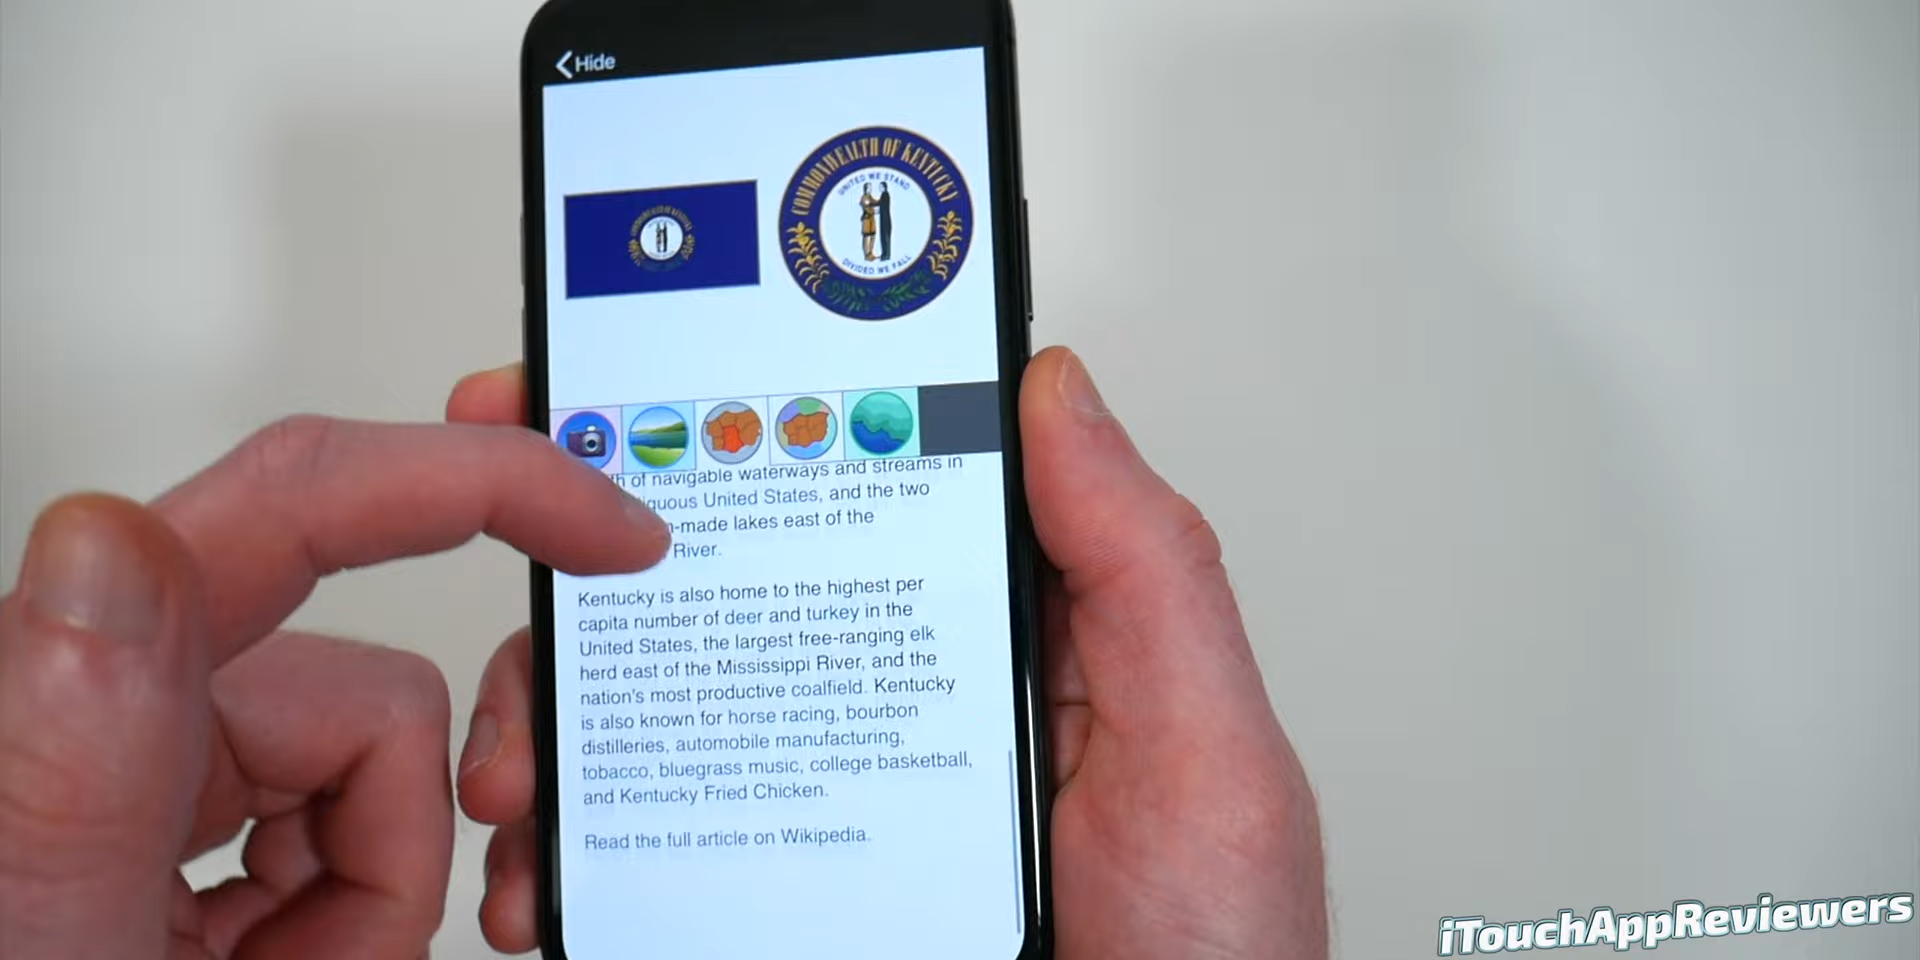 Hide
COMMONWEALTH OF KENTUCKY
UNITED WE STAND
DIVIDED WE FALL
of navigable waterways and streams in
United States, and the two
-made lakes east of the
River.
Kentucky is also home to the highest per
capita number of deer and turkey in the
United States, the largest free-ranging elk
herd east of the Mississippi River, and the
nation's most productive coalfield. Kentucky
is also known for horse racing, bourbon
distilleries, automobile manufacturing,
tobacco, bluegrass music, college basketball,
and Kentucky Fried Chicken.
Read the full article on Wikipedia.
iTouchAppReviewers